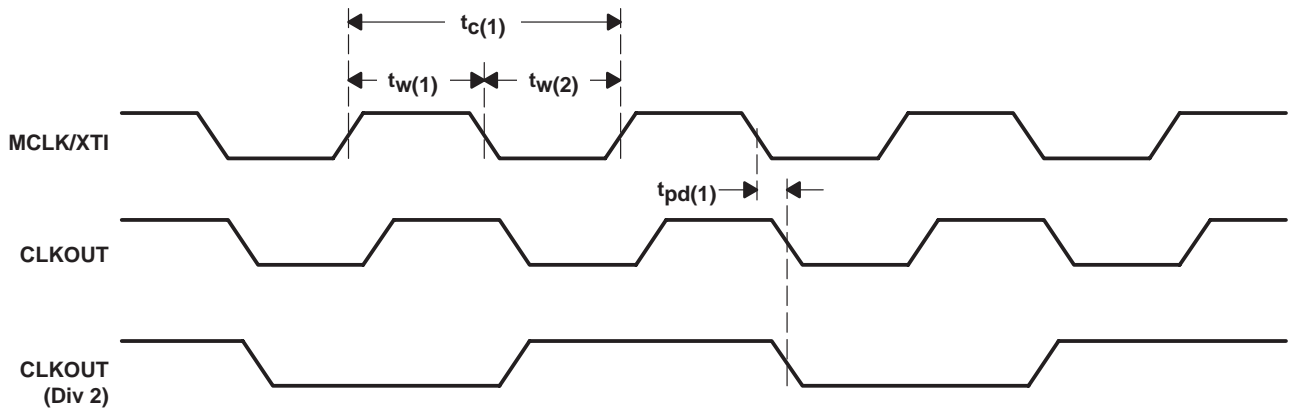 tc(1)
tw(1)
tw(2)
MCLK/XTI
tpd(1)
CLKOUT
CLKOUT
(Div 2)